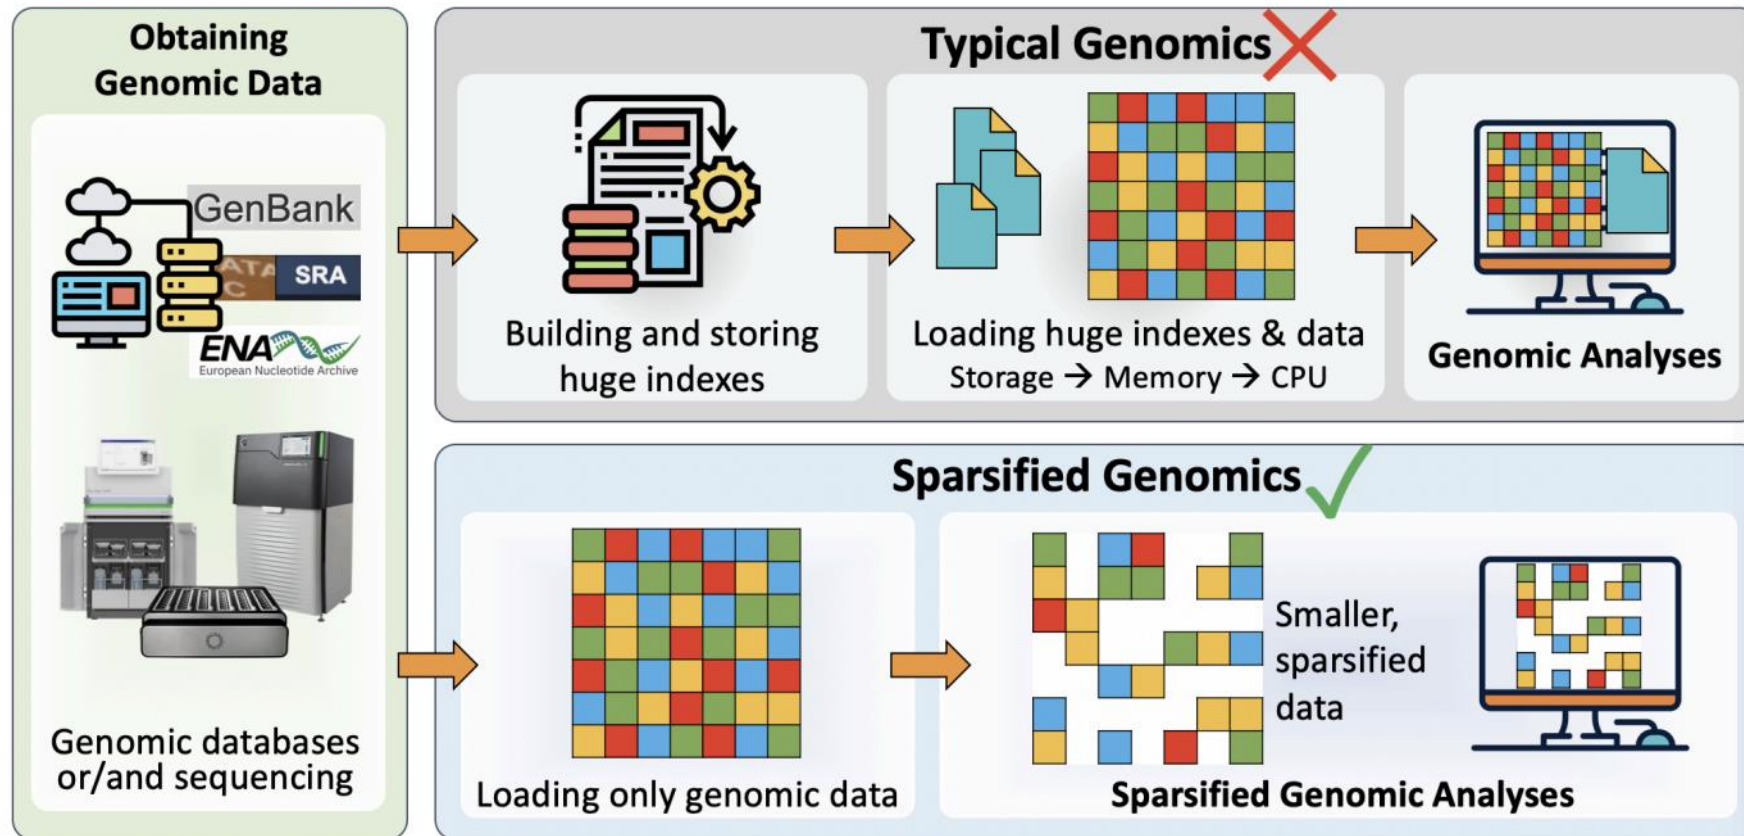 Obtaining
Genomic Data
GenBank
SRA
ENA
European Nucleotide Archive
Genomic databases
or/and sequencing
Typical Genomics
Building and storing
huge indexes
Loading huge indexes & data
Storage → Memory → CPU
Genomic Analyses
Sparsified Genomics
Loading only genomic data
Smaller,
sparsified
data
Sparsified Genomic Analyses